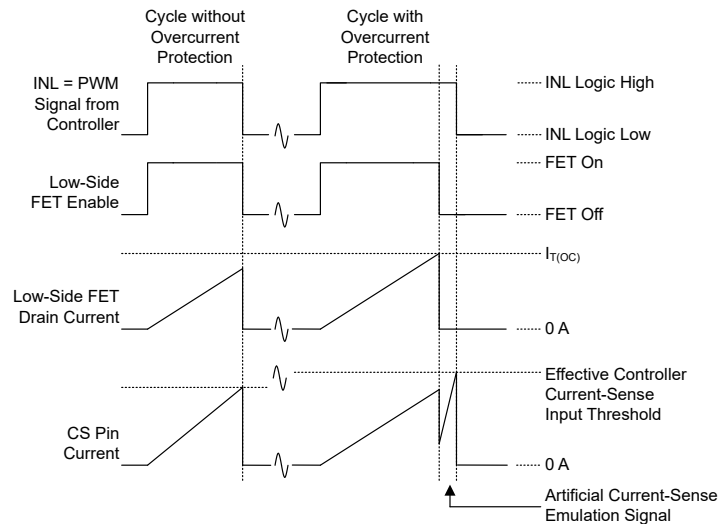 Cycle without
Overcurrent
Protection
Cycle with
Overcurrent
Protection
INL = PWM
Signal from
Controller
INL Logic High
INL Logic Low
Low-Side
FET Enable
FET On
FET Off
Low-Side FET
Drain Current
I_T(OC)
0 A
CS Pin
Current
Effective Controller
Current-Sense
Input Threshold
0 A
Artificial Current-Sense
Emulation Signal